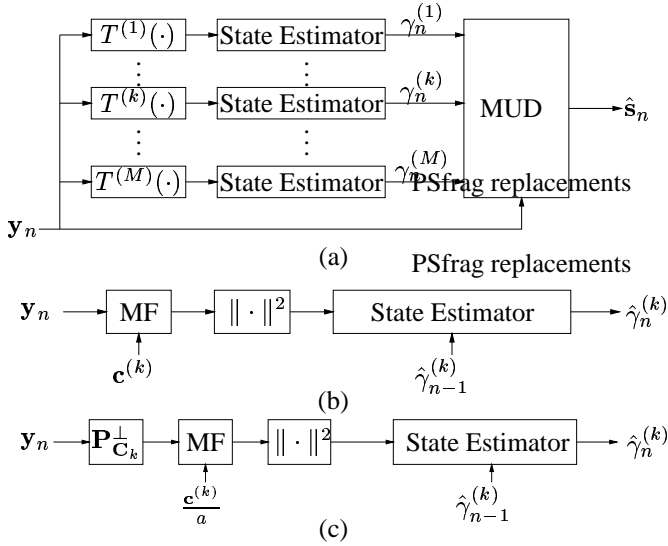 T^{(1)}(·) State Estimator γ_n^{(1)}
⋮ ⋮
T^{(k)}(·) State Estimator γ_n^{(k)} MUD ŝ_n
⋮ ⋮
T^{(M)}(·) State Estimator γ_n^{(M)}
PSfrag replacements
y_n
(a)
PSfrag replacements
y_n MF ‖·‖² State Estimator γ̂_n^{(k)}
c^{(k)} γ̂_{n−1}^{(k)}
(b)
y_n P_{C_k}^⊥ MF ‖·‖² State Estimator γ̂_n^{(k)}
c^{(k)}/a γ̂_{n−1}^{(k)}
(c)